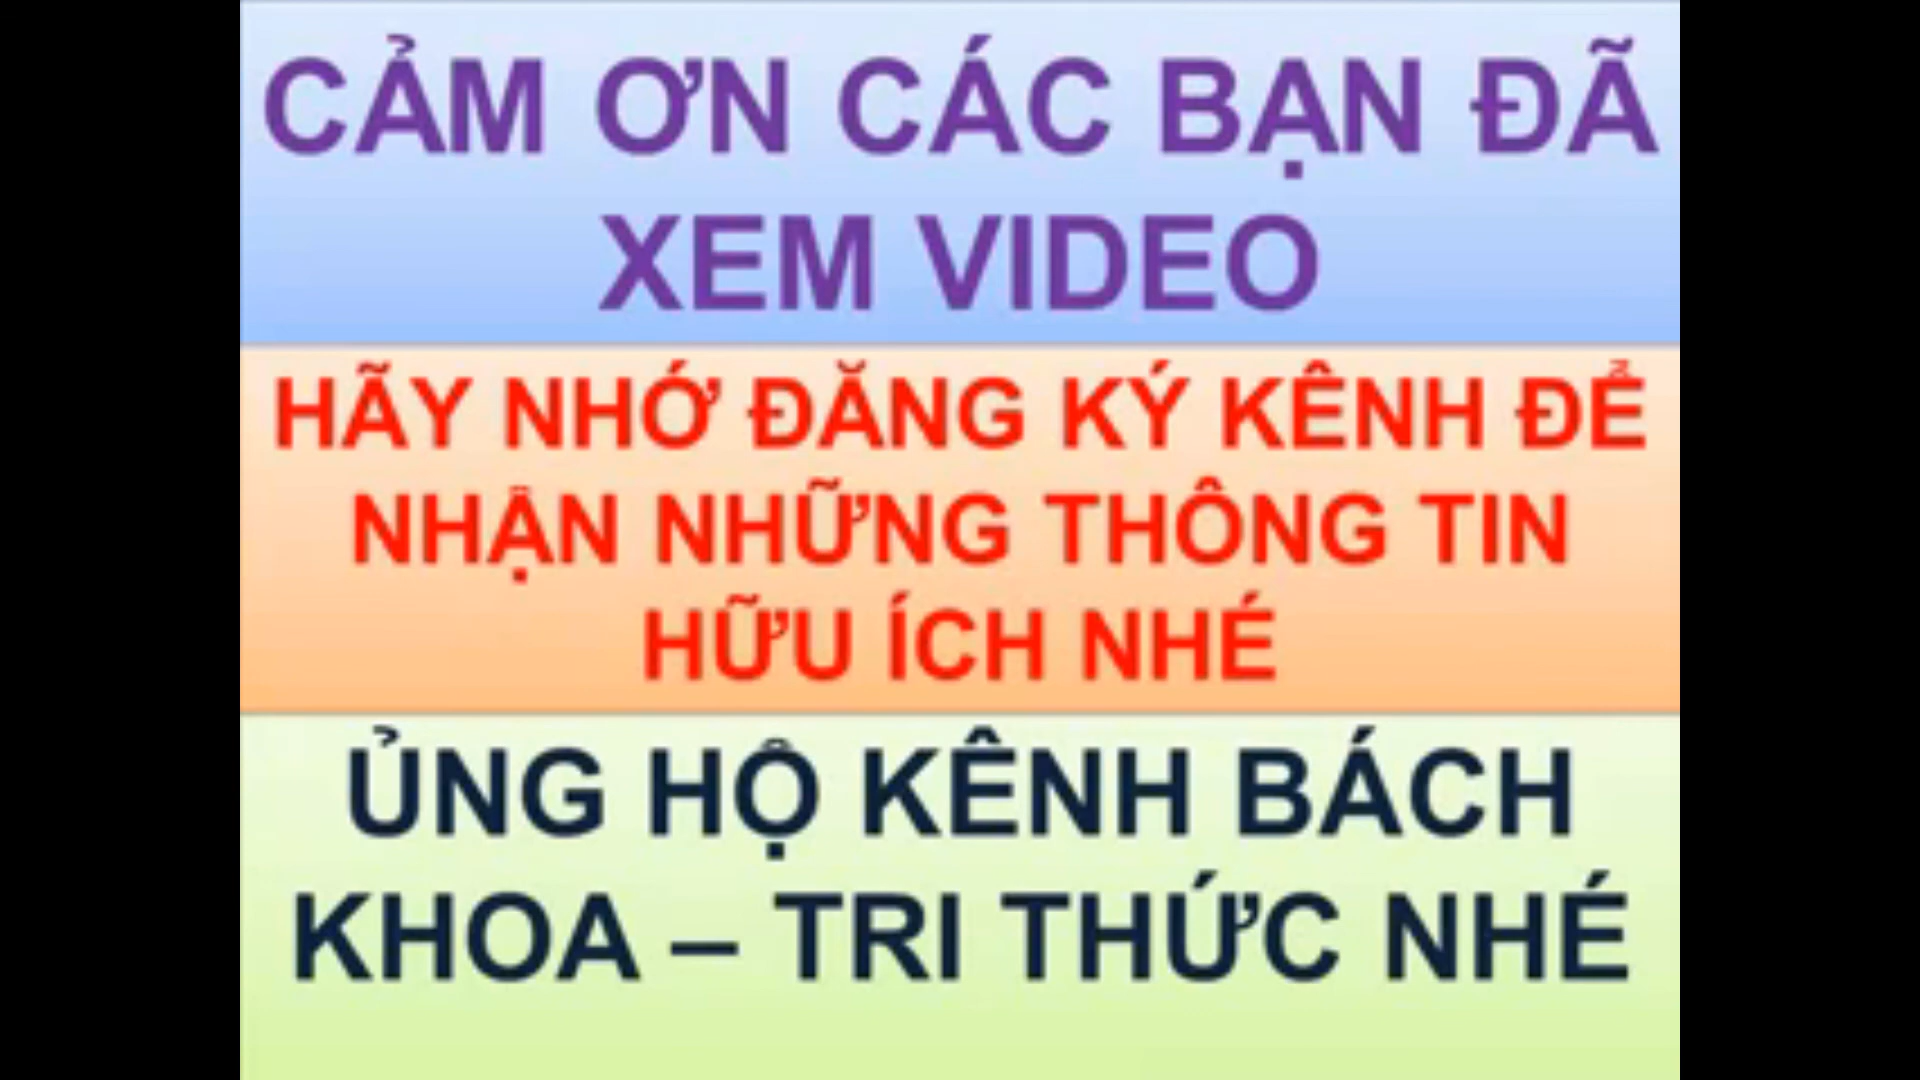 CẢM ƠN CÁC BẠN ĐÃ
XEM VIDEO
HÃY NHỚ ĐĂNG KÝ KÊNH ĐỂ
NHẬN NHỮNG THÔNG TIN
HỮU ÍCH NHÉ
ỦNG HỘ KÊNH BÁCH
KHOA – TRI THỨC NHÉ